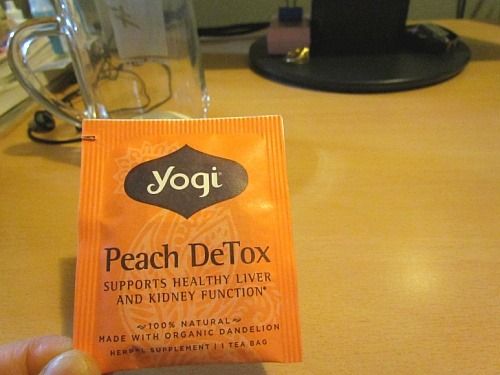 yogi®
Peach DeTox
SUPPORTS HEALTHY LIVER
AND KIDNEY FUNCTION*
100% NATURAL
MADE WITH ORGANIC DANDELION
HERBAL SUPPLEMENT | 1 TEA BAG